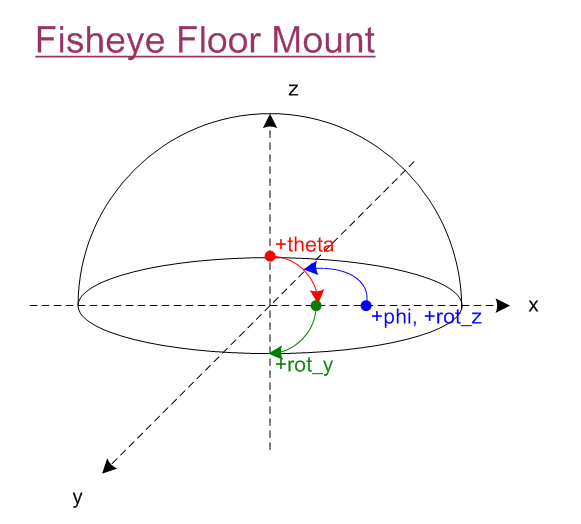 Fisheye Floor Mount
z
+theta
x
+phi, +rot_z
+rot_y
y